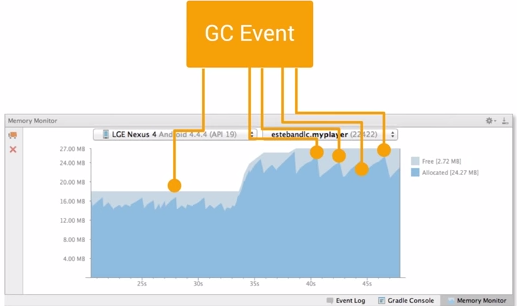 GC Event
Memory Monitor
LGE Nexus 4 Android 4.4.4 (API 19)
estebandic.myplayer (22422)
27.00 MB
24.00 MB
20.00 MB
16.00 MB
12.00 MB
8.00 MB
4.00 MB
Free [2.72 MB]
Allocated [24.27 MB]
25s
30s
35s
40s
45s
Event Log
Gradle Console
Memory Monitor